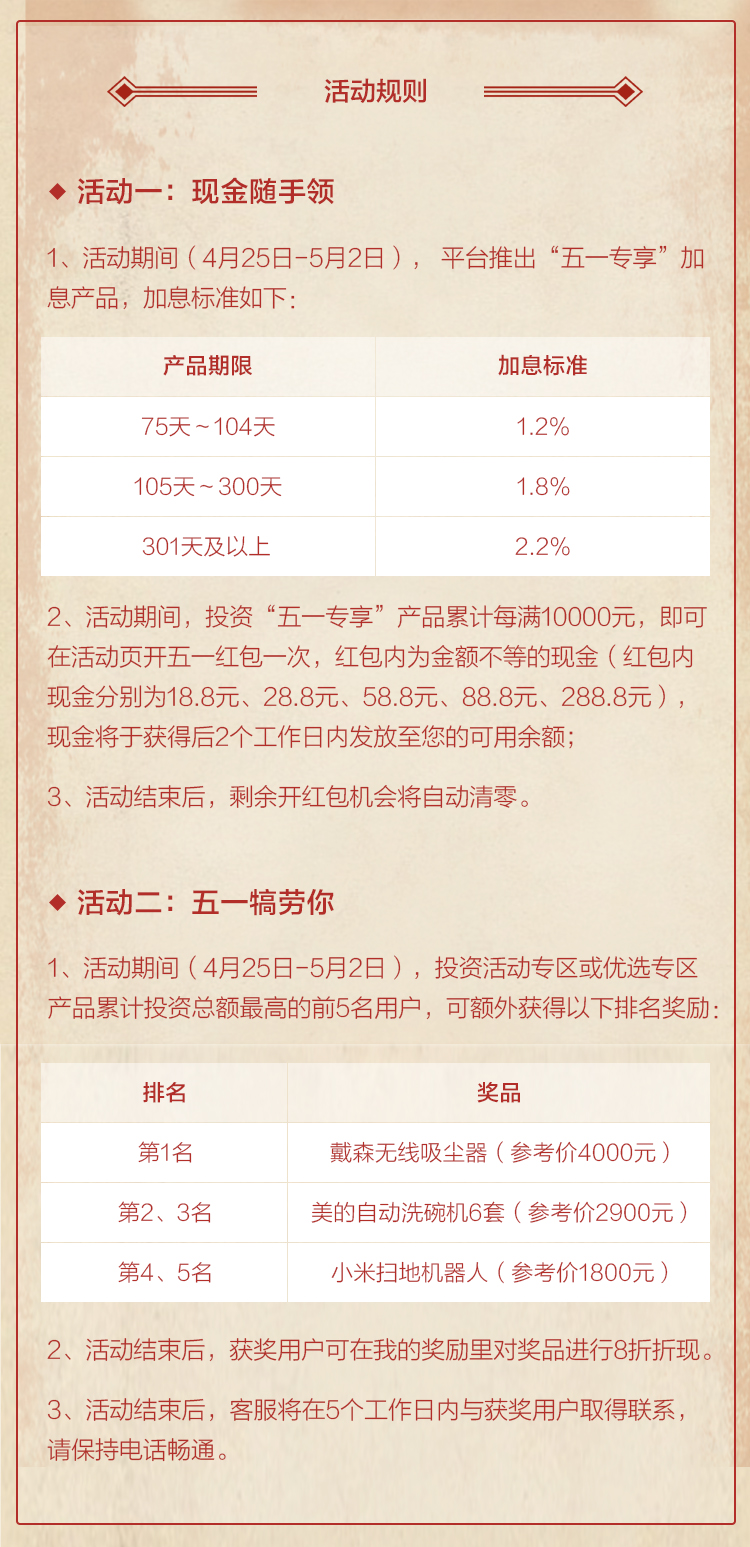 活动规则
活动一：现金随手领
1、活动期间（4月25日-5月2日）， 平台推出“五一专享”加
息产品，加息标准如下：
产品期限 加息标准
75天~104天 1.2%
105天~300天 1.8%
301天及以上 2.2%
2、活动期间，投资“五一专享”产品累计每满10000元，即可
在活动页开五一红包一次，红包内为金额不等的现金（红包内
现金分别为18.8元、28.8元、58.8元、88.8元、288.8元），
现金将于获得后2个工作日内发放至您的可用余额；
3、活动结束后，剩余开红包机会将自动清零。
活动二：五一犒劳你
1、活动期间（4月25日-5月2日），投资活动专区或优选专区
产品累计投资总额最高的前5名用户，可额外获得以下排名奖励：
排名 奖品
第1名 戴森无线吸尘器（参考价4000元）
第2、3名 美的自动洗碗机6套（参考价2900元）
第4、5名 小米扫地机器人（参考价1800元）
2、活动结束后，获奖用户可在我的奖励里对奖品进行8折折现。
3、活动结束后，客服将在5个工作日内与获奖用户取得联系，
请保持电话畅通。